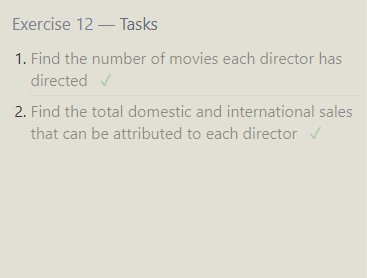 Exercise 12 — Tasks
1. Find the number of movies each director has
directed ✓
2. Find the total domestic and international sales
that can be attributed to each director ✓